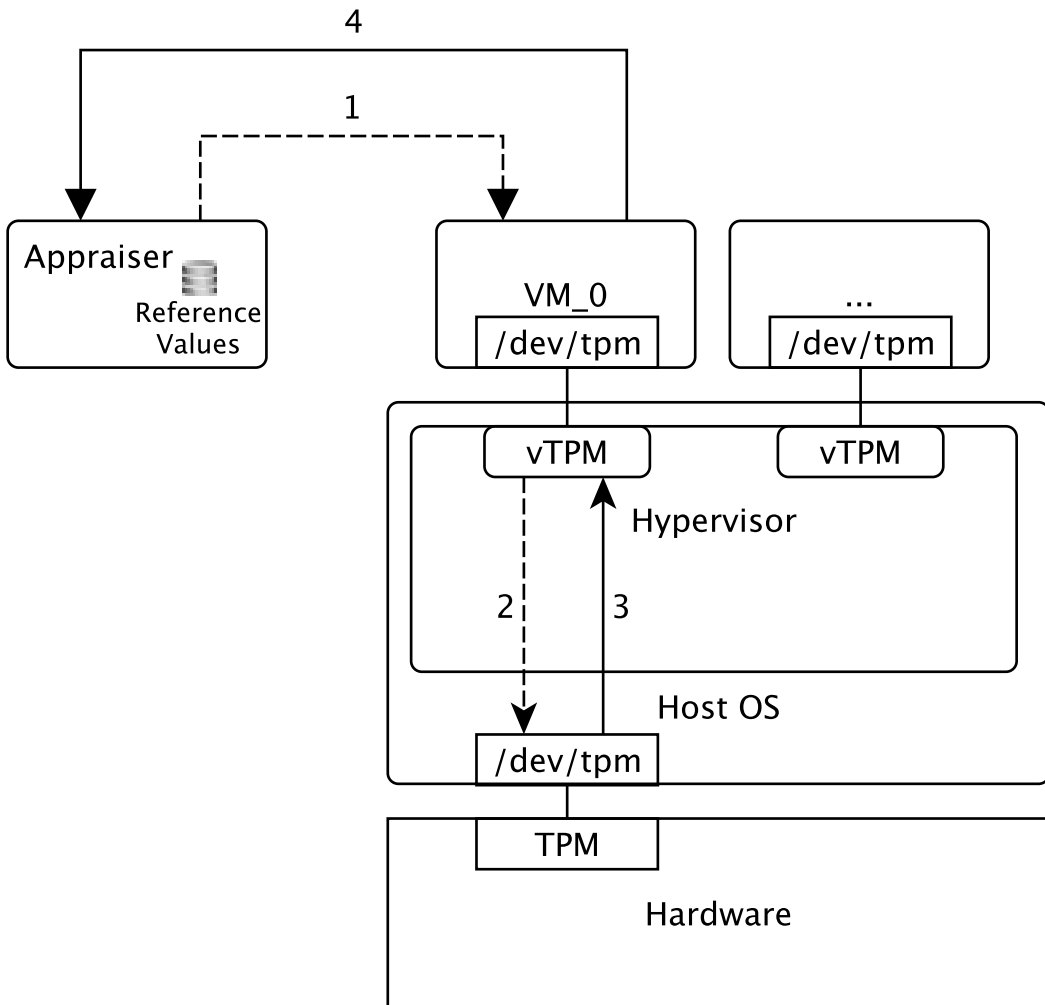 4
1
Appraiser
Reference
Values
VM_0
/dev/tpm
...
/dev/tpm
vTPM
vTPM
Hypervisor
2
3
Host OS
/dev/tpm
TPM
Hardware